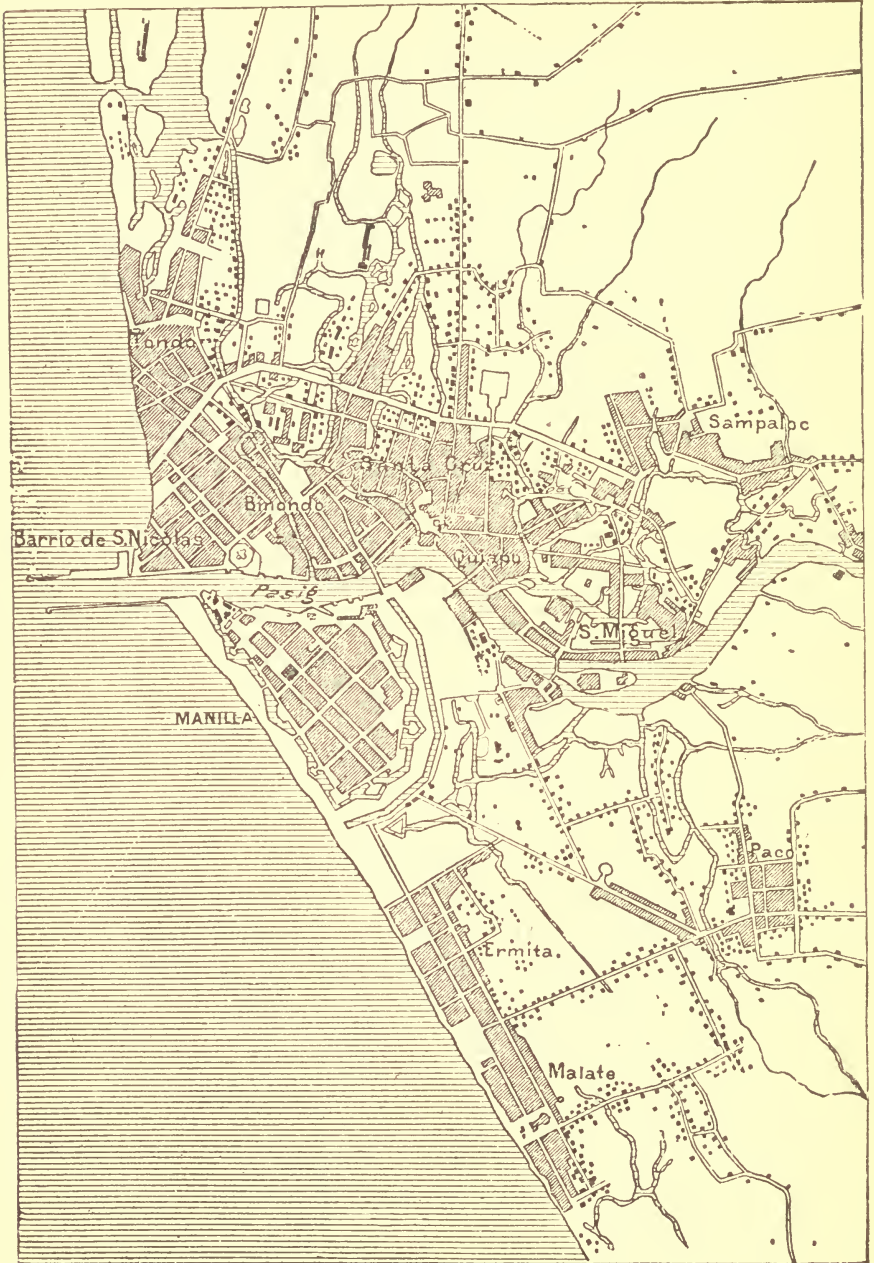 Tondo
Sampaloc
Santa Cruz
Binondo
Barrio de S. Nicolas
Quiapo
Pasig
S. Miguel
MANILLA
Paco
Ermita.
Malate